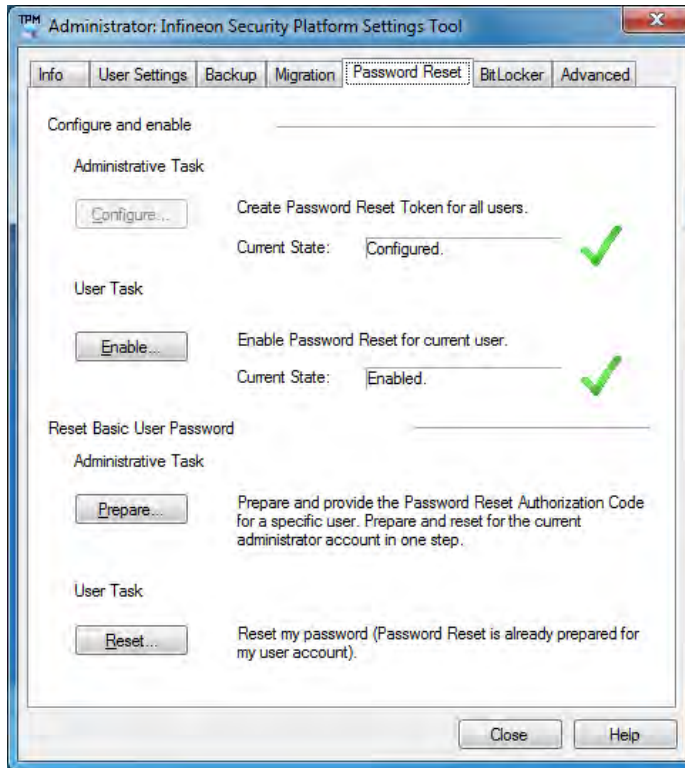 TPM Administrator: Infineon Security Platform Settings Tool
Info User Settings Backup Migration Password Reset BitLocker Advanced
Configure and enable
Administrative Task
Configure...
Create Password Reset Token for all users.
Current State: Configured.
User Task
Enable...
Enable Password Reset for current user.
Current State: Enabled.
Reset Basic User Password
Administrative Task
Prepare...
Prepare and provide the Password Reset Authorization Code
for a specific user. Prepare and reset for the current
administrator account in one step.
User Task
Reset...
Reset my password (Password Reset is already prepared for
my user account).
Close Help